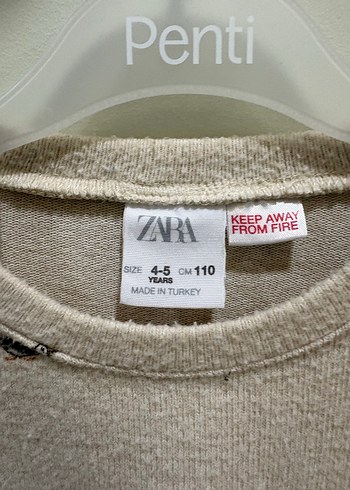 Penti
ZARA
KEEP AWAY
FROM FIRE
SIZE 4-5 CM 110
YEARS
MADE IN TURKEY